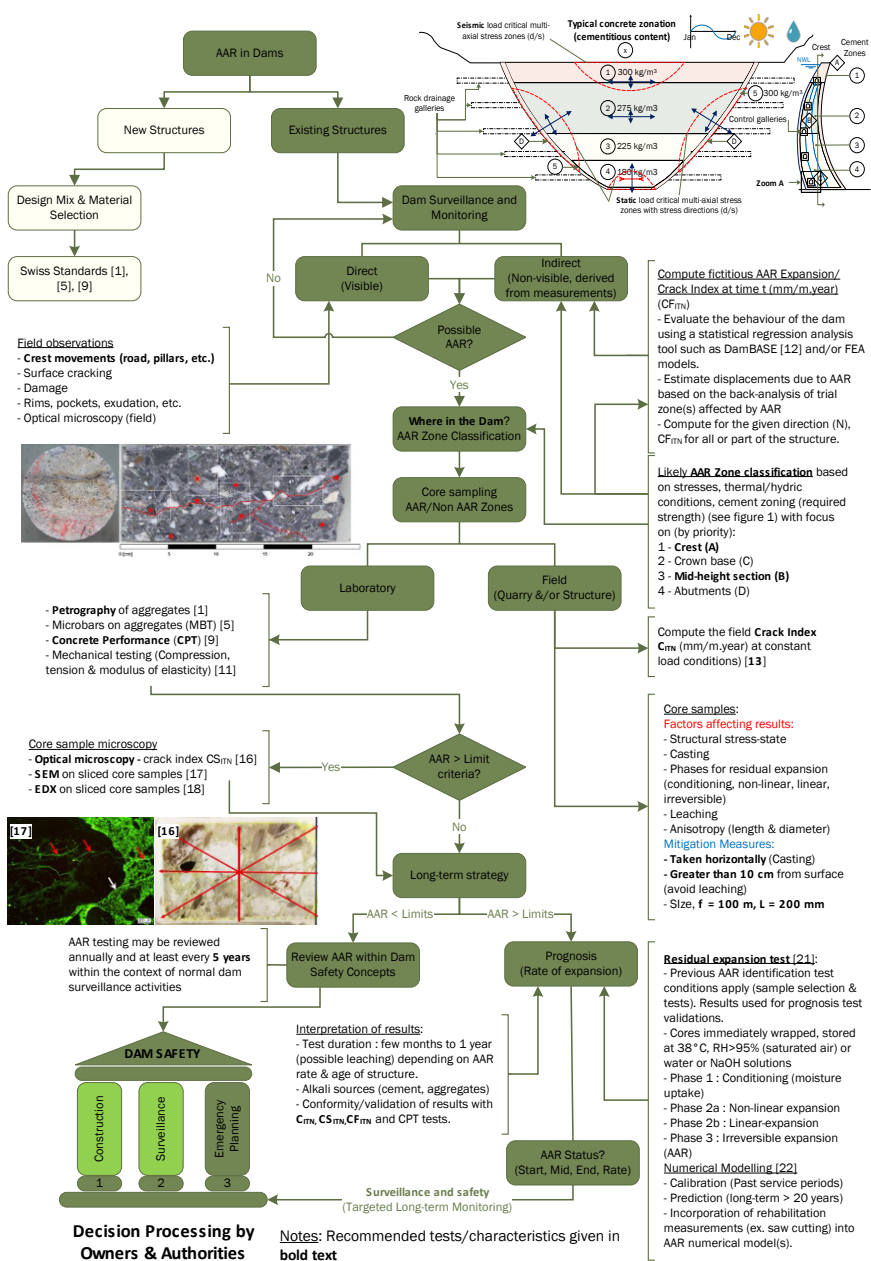 AAR in Dams
New Structures
Existing Structures
Design Mix & Material
Selection
Swiss Standards [1],
[5], [9]
Seismic load critical multi-
axial stress zones (d/s)
Typical concrete zonation
(cementitious content)
Jan
Dec
x
1 300 kg/m³
2 275 kg/m3
3 225 kg/m3
4 180 kg/m3
5 300 kg/m³
5
D
D
Rock drainage
galleries
Static load critical multi-axial stress
zones with stress directions (d/s)
NWL
Crest
Cement
Zones
A
B
1
2
3
4
Control galleries
Zoom A
Dam Surveillance and
Monitoring
No
Direct
(Visible)
Indirect
(Non-visible, derived
from measurements)
Possible
AAR?
Yes
Field observations
- Crest movements (road, pillars, etc.)
- Surface cracking
- Damage
- Rims, pockets, exudation, etc.
- Optical microscopy (field)
Compute fictitious AAR Expansion/
Crack Index at time t (mm/m.year)
(CFITN)
- Evaluate the behaviour of the dam
using a statistical regression analysis
tool such as DamBASE [12] and/or FEA
models.
- Estimate displacements due to AAR
based on the back-analysis of trial
zone(s) affected by AAR
- Compute for the given direction (N),
CFITN for all or part of the structure.
Where in the Dam?
AAR Zone Classification
Core sampling
AAR/Non AAR Zones
Likely AAR Zone classification based
on stresses, thermal/hydric
conditions, cement zoning (required
strength) (see figure 1) with focus
on (by priority):
1 - Crest (A)
2 - Crown base (C)
3 - Mid-height section (B)
4 - Abutments (D)
0 [mm]
5
10
15
20
Laboratory
Field
(Quarry &/or Structure)
- Petrography of aggregates [1]
- Microbars on aggregates (MBT) [5]
- Concrete Performance (CPT) [9]
- Mechanical testing (Compression,
tension & modulus of elasticity) [11]
Compute the field Crack Index
CITN (mm/m.year) at constant
load conditions) [13]
Core samples:
Factors affecting results:
- Structural stress-state
- Casting
- Phases for residual expansion
(conditioning, non-linear, linear,
irreversible)
- Leaching
- Anisotropy (length & diameter)
Mitigation Measures:
- Taken horizontally (Casting)
- Greater than 10 cm from surface
(avoid leaching)
- SIze, f = 100 m, L = 200 mm
Core sample microscopy
- Optical microscopy - crack index CSITN [16]
- SEM on sliced core samples [17]
- EDX on sliced core samples [18]
Yes
AAR > Limit
criteria?
No
[17]
[16]
Long-term strategy
AAR < Limits
AAR > Limits
AAR testing may be reviewed
annually and at least every 5 years
within the context of normal dam
surveillance activities
Review AAR within Dam
Safety Concepts
Prognosis
(Rate of expansion)
Residual expansion test [21]:
- Previous AAR identification test
conditions apply (sample selection &
tests). Results used for prognosis test
validations.
- Cores immediately wrapped, stored
at 38°C, RH>95% (saturated air) or
water or NaOH solutions
- Phase 1 : Conditioning (moisture
uptake)
- Phase 2a : Non-linear expansion
- Phase 2b : Linear-expansion
- Phase 3 : Irreversible expansion
(AAR)
Numerical Modelling [22]
- Calibration (Past service periods)
- Prediction (long-term > 20 years)
- Incorporation of rehabilitation
measurements (ex. saw cutting) into
AAR numerical model(s).
Interpretation of results:
- Test duration : few months to 1 year
(possible leaching) depending on AAR
rate & age of structure.
- Alkali sources (cement, aggregates)
- Conformity/validation of results with
CITN, CSITN,CFITN and CPT tests.
DAM SAFETY
Construction
Surveillance
Emergency
Planning
1
2
3
AAR Status?
(Start, Mid, End, Rate)
Surveillance and safety
(Targeted Long-term Monitoring)
Decision Processing by
Owners & Authorities
Notes: Recommended tests/characteristics given in
bold text